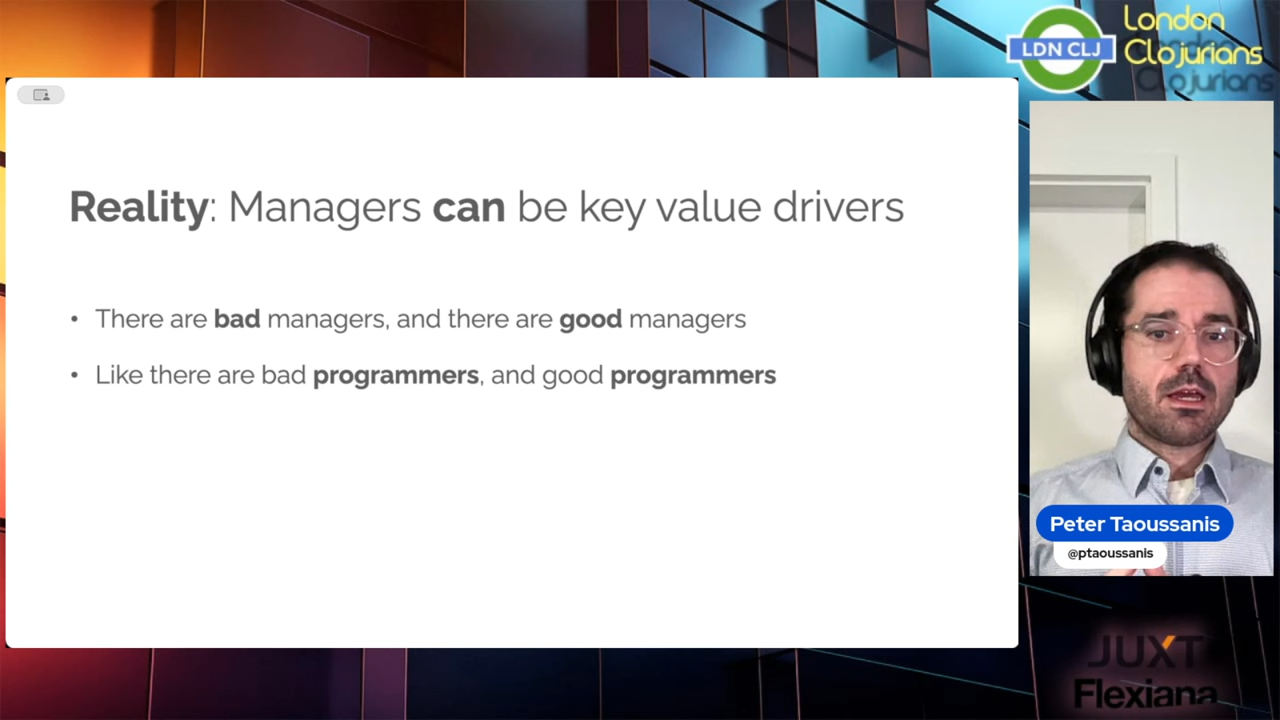 LDN CLJ
London
Clojurians
Reality: Managers can be key value drivers
• There are bad managers, and there are good managers
• Like there are bad programmers, and good programmers
Peter Taoussanis
@ptaoussanis
JUXT
Flexiana